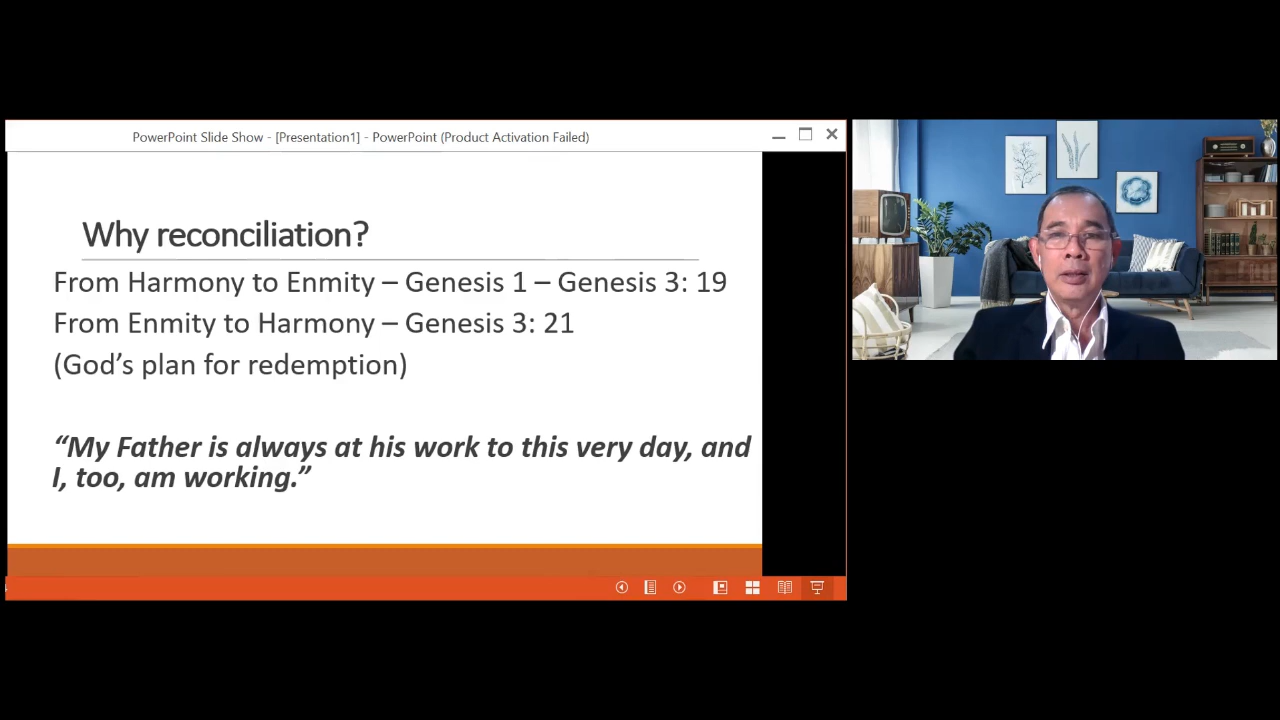 PowerPoint Slide Show - [Presentation1] - PowerPoint (Product Activation Failed)
Why reconciliation?
From Harmony to Enmity – Genesis 1 – Genesis 3: 19
From Enmity to Harmony – Genesis 3: 21
(God’s plan for redemption)
“My Father is always at his work to this very day, and
I, too, am working.”